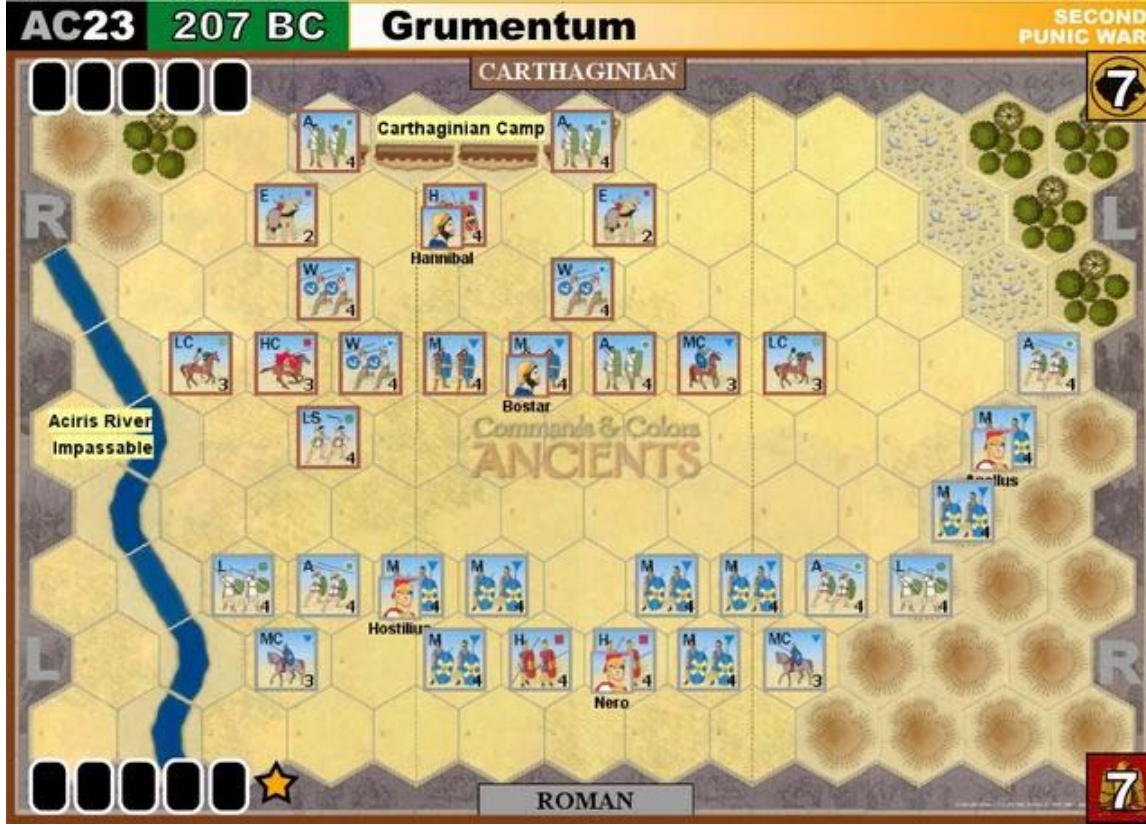 AC23 207 BC Grumentum SECOND
PUNIC WAR
CARTHAGINIAN
7
A 4 Carthaginian Camp A 4
R E 2 H 4 E 2 L
Hannibal
W 4 W 4
LC 3 HC 3 W 4 M 4 M 4 A 4 MC 3 LC 3 A 4
Bostar
Aciris River
Impassable
LS 4 M 4
Commands & Colors
ANCIENTS
M 4
L 4 A 4 M 4 M 4 M 4 M 4 A 4 L 4
Hostilius
L MC 3 M 4 H 4 H 4 M 4 MC 3 R
Nero
ROMAN
7